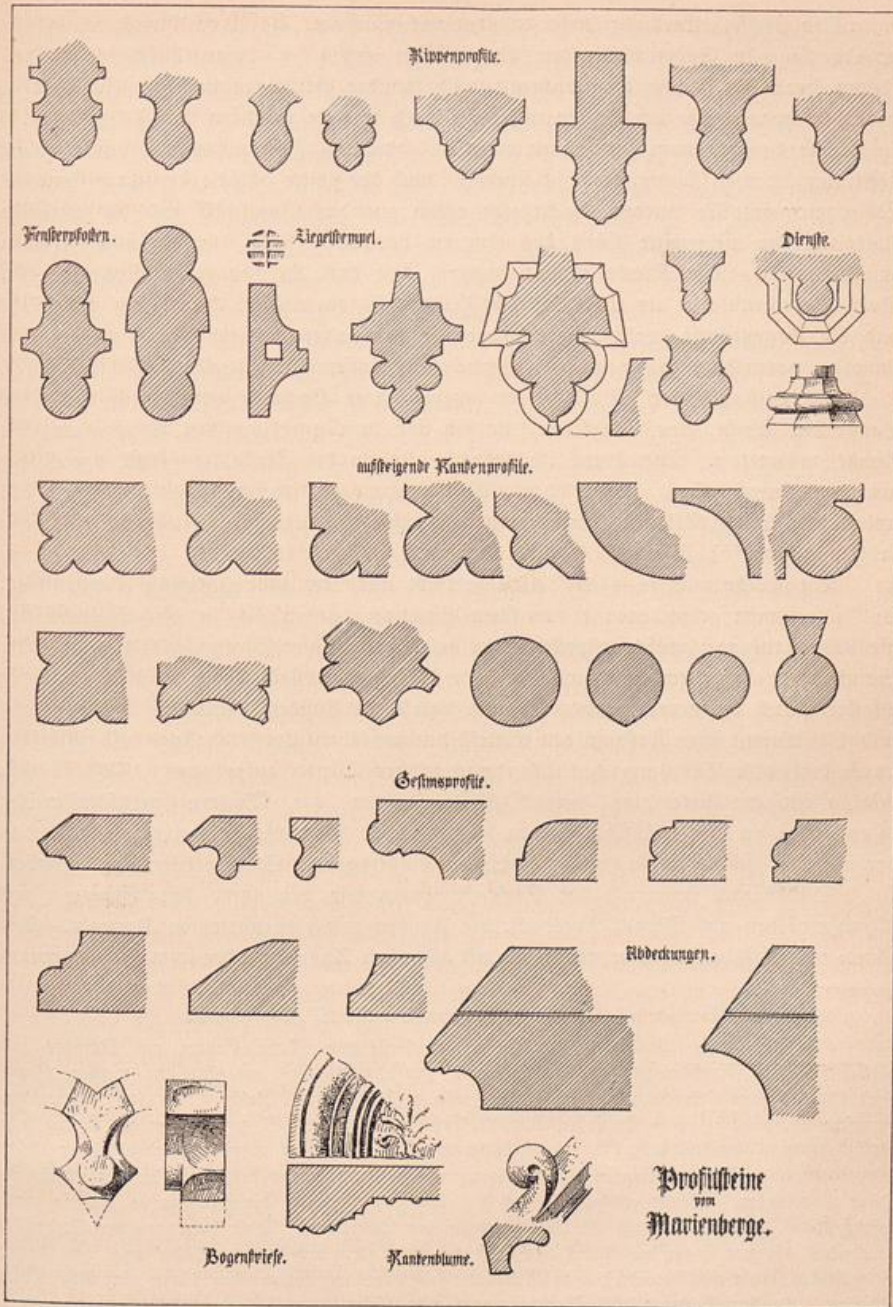 Rippenprofile.
Fensterpfosten.
Ziegelstempel.
Dienste.
aufsteigende Kantenprofile.
Gesimsprofile.
Abdeckungen.
Profilsteine
vom
Marienberge.
Bogenfriese.
Kantenblume.